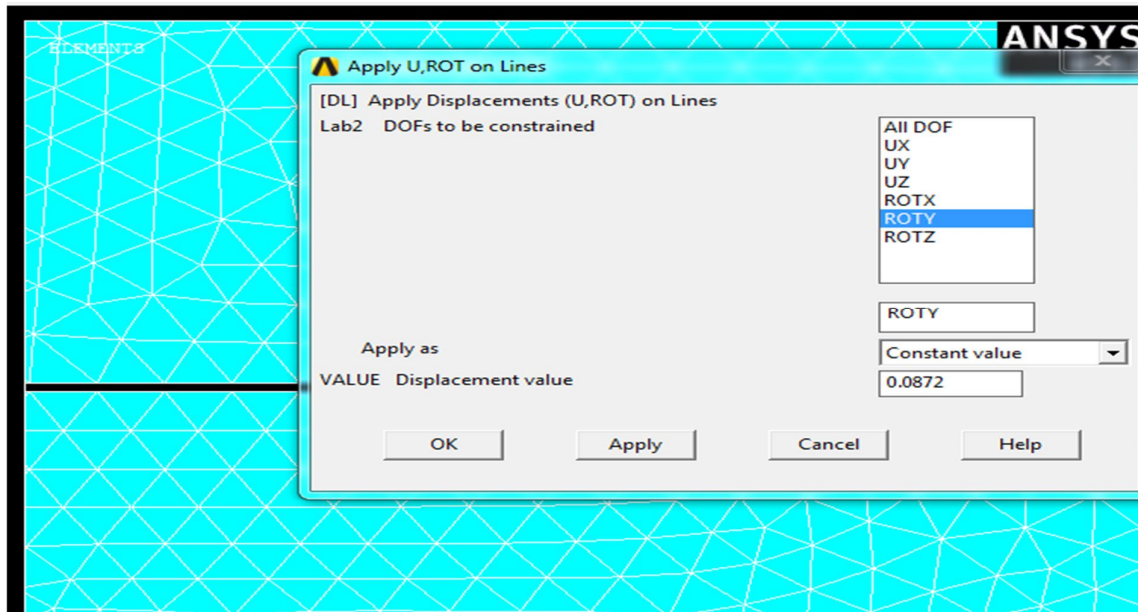 ELEMENTS
ANSYS
Apply U,ROT on Lines
[DL] Apply Displacements (U,ROT) on Lines
Lab2 DOFs to be constrained
All DOF
UX
UY
UZ
ROTX
ROTY
ROTZ
ROTY
Apply as
Constant value
VALUE Displacement value
0.0872
OK
Apply
Cancel
Help